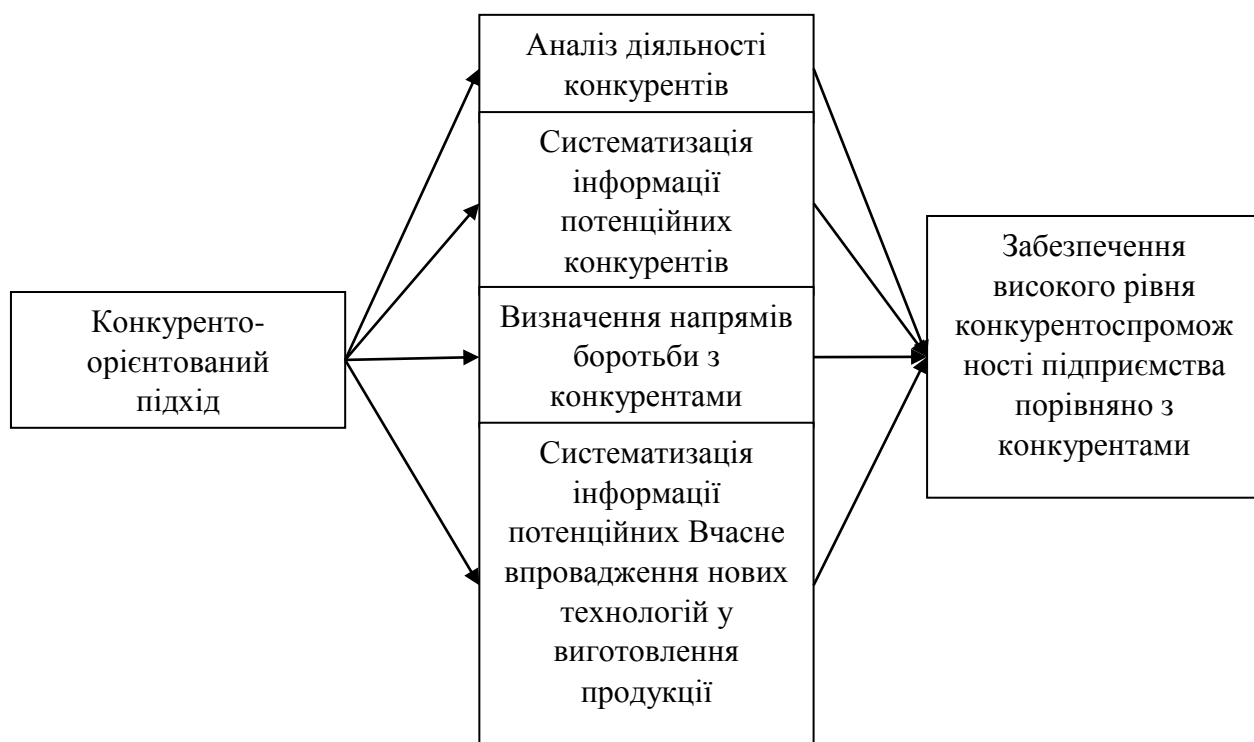 Конкуренто-
орієнтований
підхід
Аналіз діяльності
конкурентів
Систематизація
інформації
потенційних
конкурентів
Визначення напрямів
боротьби з
конкурентами
Систематизація
інформації
потенційних Вчасне
впровадження нових
технологій у
виготовлення
продукції
Забезпечення
високого рівня
конкурентоспромож
ності підприємства
порівняно з
конкурентами